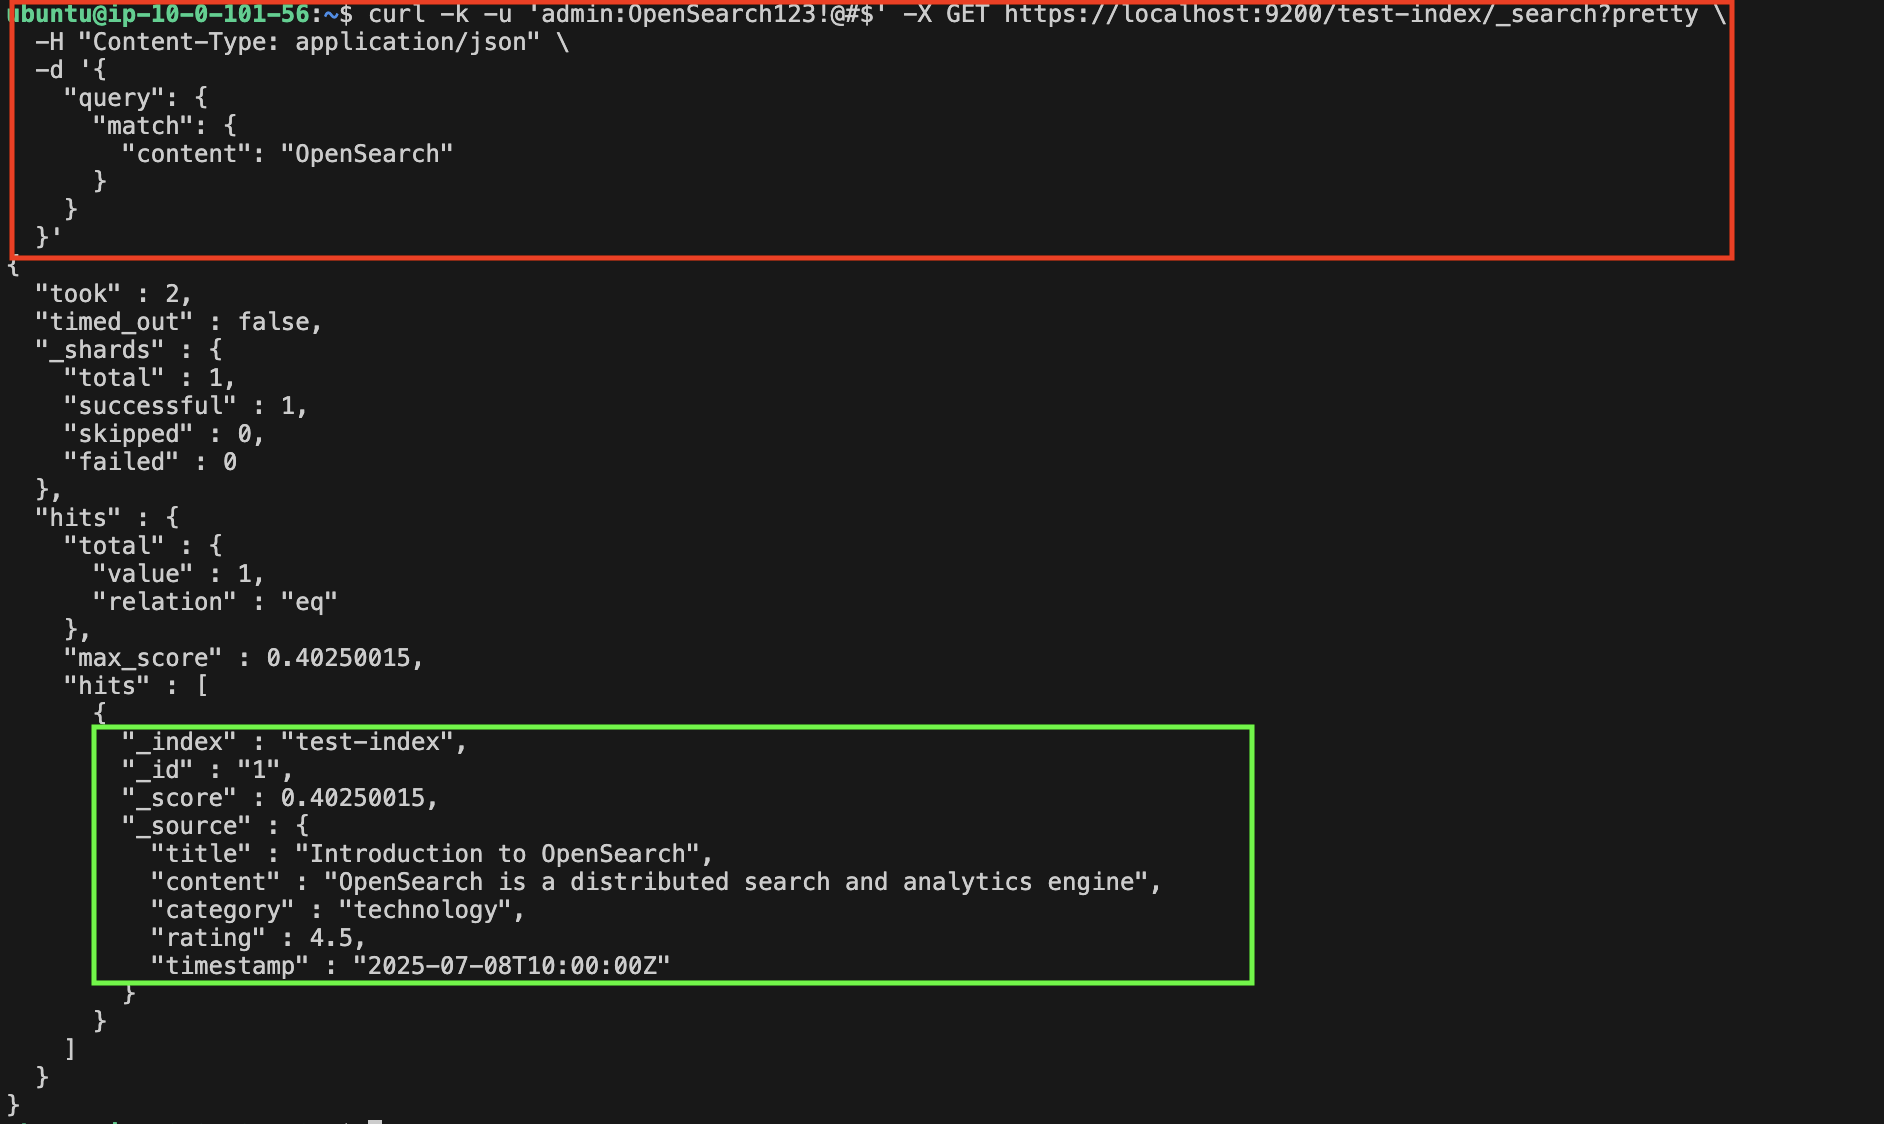 ubuntu@ip-10-0-101-56:~$ curl -k -u 'admin:OpenSearch123!@#$' -X GET https://localhost:9200/test-index/_search?pretty \
  -H "Content-Type: application/json" \
  -d '{
    "query": {
      "match": {
        "content": "OpenSearch"
      }
    }
  }'
{
  "took" : 2,
  "timed_out" : false,
  "_shards" : {
    "total" : 1,
    "successful" : 1,
    "skipped" : 0,
    "failed" : 0
  },
  "hits" : {
    "total" : {
      "value" : 1,
      "relation" : "eq"
    },
    "max_score" : 0.40250015,
    "hits" : [
      {
        "_index" : "test-index",
        "_id" : "1",
        "_score" : 0.40250015,
        "_source" : {
          "title" : "Introduction to OpenSearch",
          "content" : "OpenSearch is a distributed search and analytics engine",
          "category" : "technology",
          "rating" : 4.5,
          "timestamp" : "2025-07-08T10:00:00Z"
        }
      }
    ]
  }
}